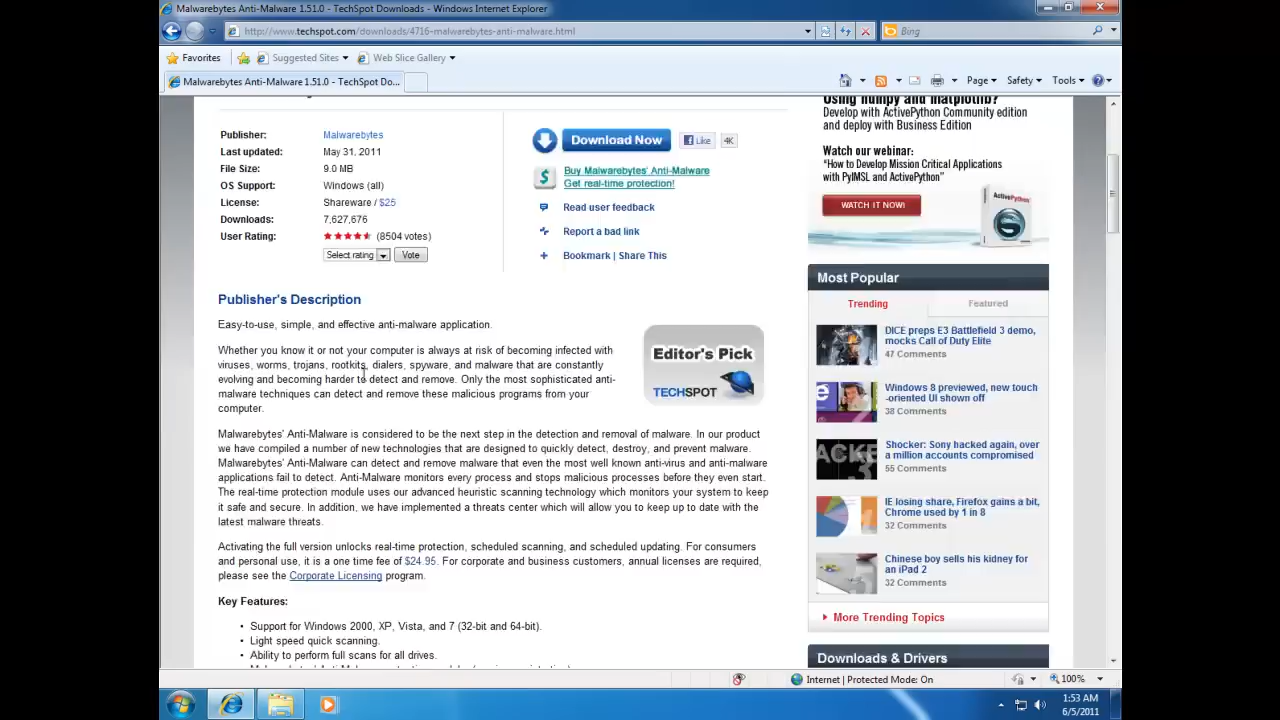 Malwarebytes Anti-Malware 1.51.0 - TechSpot Downloads - Windows Internet Explorer
http://www.techspot.com/downloads/4716-malwarebytes-anti-malware.html
Bing
Favorites
Suggested Sites
Web Slice Gallery
Malwarebytes Anti-Malware 1.51.0 - TechSpot Do...
Page
Safety
Tools
Publisher: Malwarebytes
Last updated: May 31, 2011
File Size: 9.0 MB
OS Support: Windows (all)
License: Shareware / $25
Downloads: 7,627,676
User Rating: (8504 votes)
Select rating
Vote
Download Now
Like
4K
Buy Malwarebytes' Anti-Malware
Get real-time protection!
Read user feedback
Report a bad link
Bookmark | Share This
Publisher's Description
Easy-to-use, simple, and effective anti-malware application.
Whether you know it or not your computer is always at risk of becoming infected with
viruses, worms, trojans, rootkits, dialers, spyware, and malware that are constantly
evolving and becoming harder to detect and remove. Only the most sophisticated anti-
malware techniques can detect and remove these malicious programs from your
computer.
Editor's Pick
TECHSPOT
Malwarebytes' Anti-Malware is considered to be the next step in the detection and removal of malware. In our product
we have compiled a number of new technologies that are designed to quickly detect, destroy, and prevent malware.
Malwarebytes' Anti-Malware can detect and remove malware that even the most well known anti-virus and anti-malware
applications fail to detect. Anti-Malware monitors every process and stops malicious processes before they even start.
The real-time protection module uses our advanced heuristic scanning technology which monitors your system to keep
it safe and secure. In addition, we have implemented a threats center which will allow you to keep up to date with the
latest malware threats.
Activating the full version unlocks real-time protection, scheduled scanning, and scheduled updating. For consumers
and personal use, it is a one time fee of $24.95. For corporate and business customers, annual licenses are required,
please see the Corporate Licensing program.
Key Features:
• Support for Windows 2000, XP, Vista, and 7 (32-bit and 64-bit).
• Light speed quick scanning.
• Ability to perform full scans for all drives.
Using numpy and matplotlib?
Develop with ActivePython Community edition
and deploy with Business Edition
Watch our webinar:
"How to Develop Mission Critical Applications
with PyIMSL and ActivePython"
WATCH IT NOW!
ActivePython
Most Popular
Trending
Featured
DICE preps E3 Battlefield 3 demo,
mocks Call of Duty Elite
47 Comments
Windows 8 previewed, new touch
-oriented UI shown off
38 Comments
Shocker: Sony hacked again, over
a million accounts compromised
55 Comments
IE losing share, Firefox gains a bit,
Chrome used by 1 in 8
32 Comments
Chinese boy sells his kidney for
an iPad 2
32 Comments
More Trending Topics
Downloads & Drivers
Internet | Protected Mode: On
100%
1:53 AM
6/5/2011